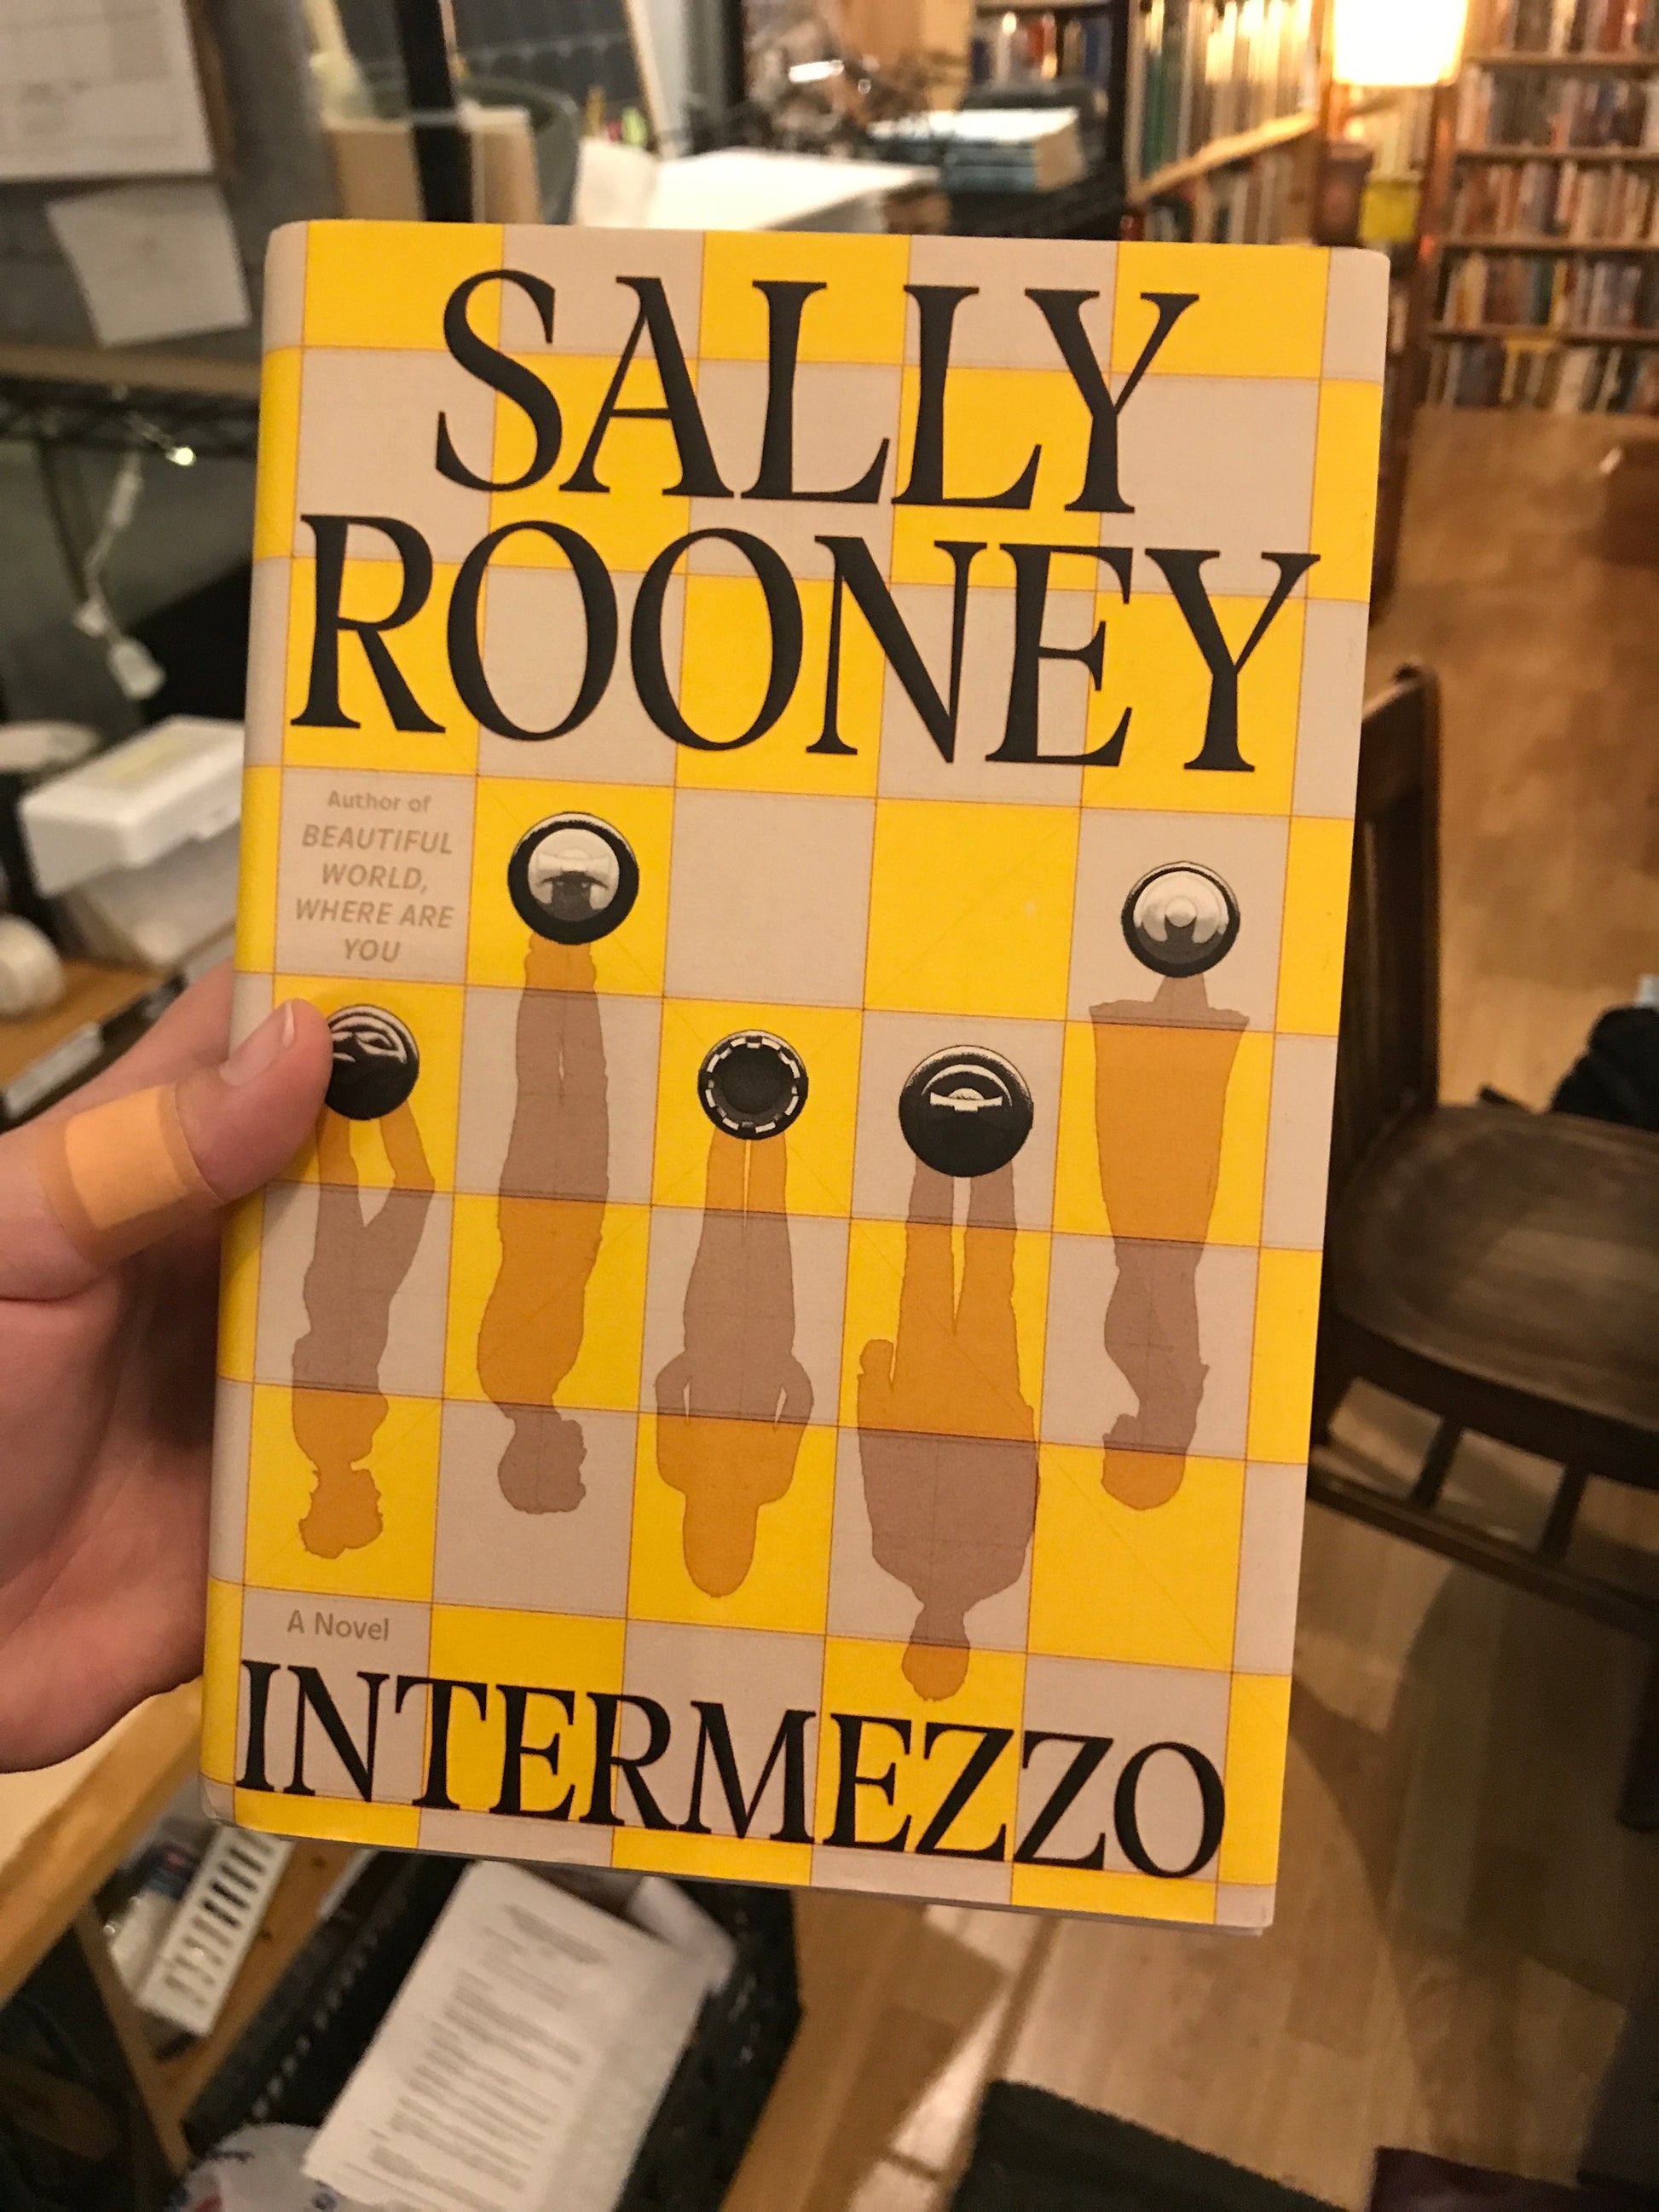 SALLY
ROONEY
Author of
BEAUTIFUL
WORLD,
WHERE ARE
YOU
A Novel
INTERMEZZO